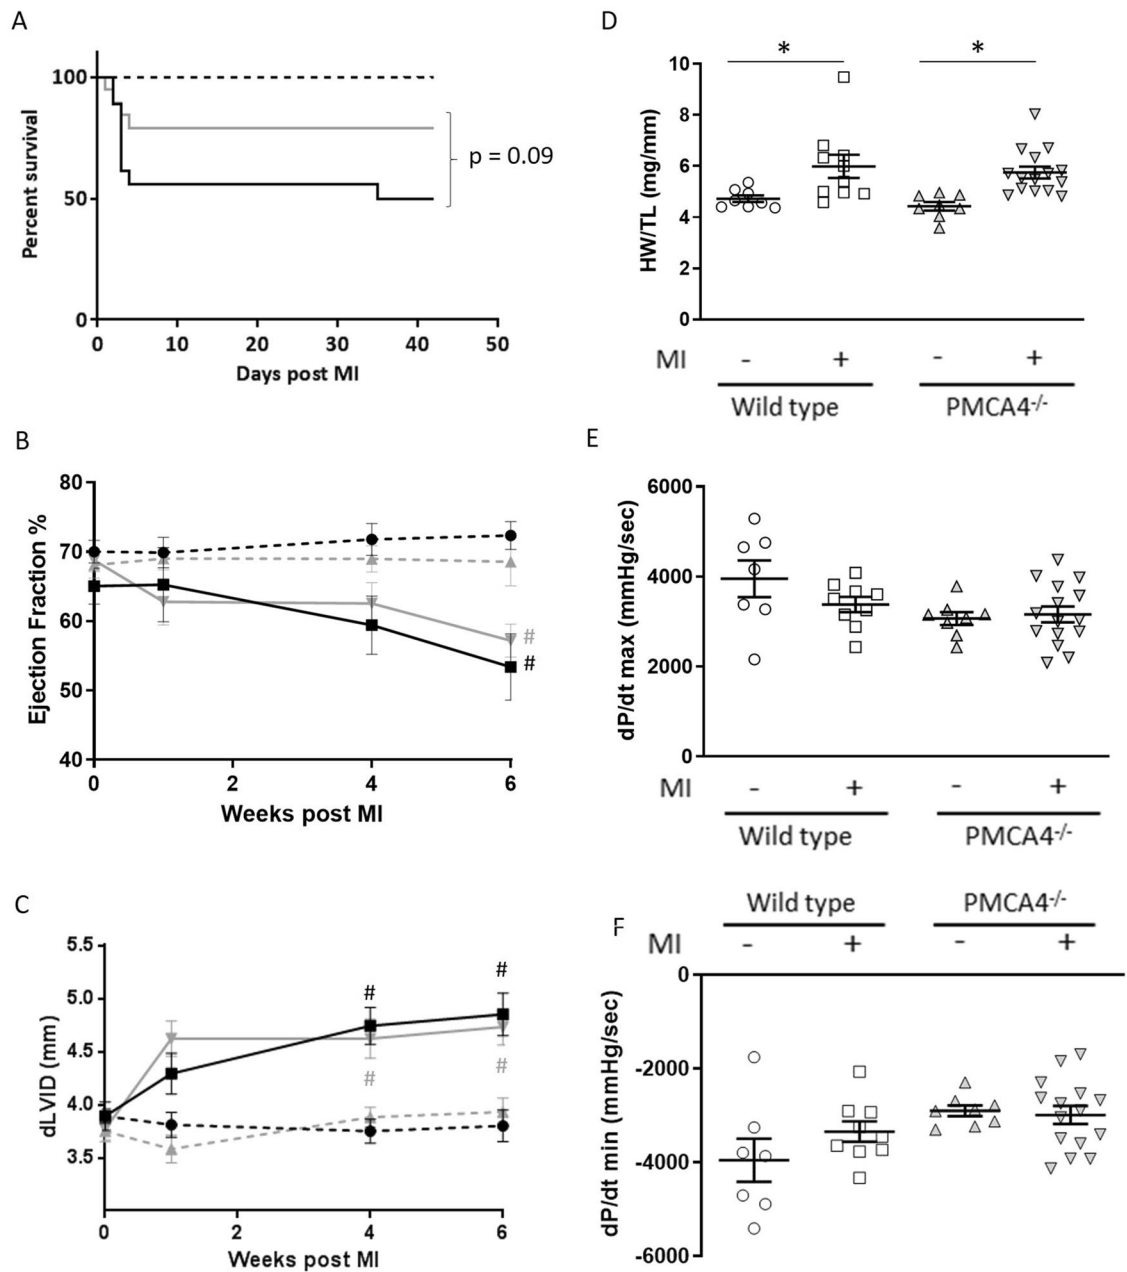 A
100
50
0
Percent survival
p = 0.09
0 10 20 30 40 50
Days post MI
B
80
70
60
50
40
Ejection Fraction %
#
#
0 2 4 6
Weeks post MI
C
5.5
5.0
4.5
4.0
3.5
dLVID (mm)
# #
# #
0 2 4 6
Weeks post MI
D
* *
10
8
6
4
2
0
HW/TL (mg/mm)
MI - + - +
Wild type PMCA4-/-
E
6000
4000
2000
0
dP/dt max (mmHg/sec)
MI - + - +
Wild type PMCA4-/-
Wild type PMCA4-/-
F
MI - + - +
0
-2000
-4000
-6000
dP/dt min (mmHg/sec)